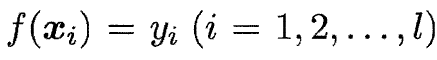 f(𝒙ᵢ) = yᵢ (i = 1, 2, ..., l)